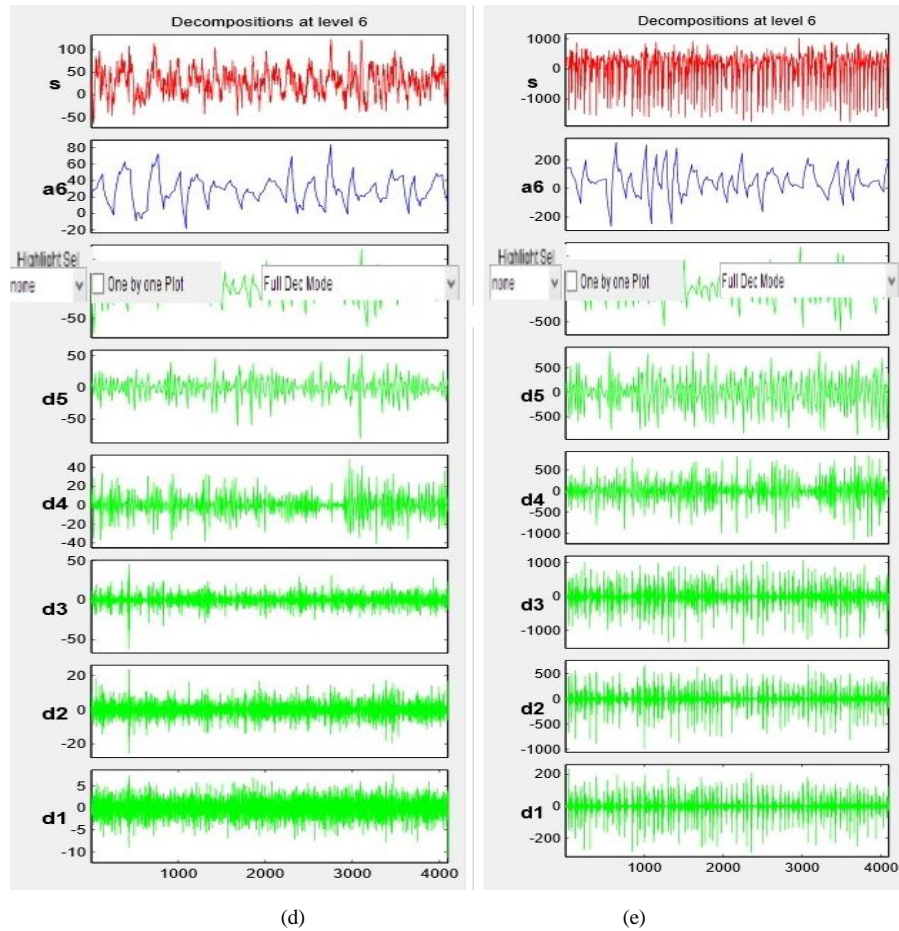 Decompositions at level 6
s
100
50
0
-50
a6
80
60
40
20
0
-20
Highlight Sel
none
One by one Plot
Full Dec Mode
-50
d5
50
0
-50
d4
40
20
0
-20
-40
d3
50
0
-50
d2
20
0
-20
d1
5
0
-5
-10
1000
2000
3000
4000
(d)
Decompositions at level 6
s
1000
0
-1000
a6
200
0
-200
Highlight Sel
none
One by one Plot
Full Dec Mode
-500
d5
500
0
-500
d4
500
0
-500
-1000
d3
1000
0
-1000
d2
500
0
-500
-1000
d1
200
0
-200
1000
2000
3000
4000
(e)